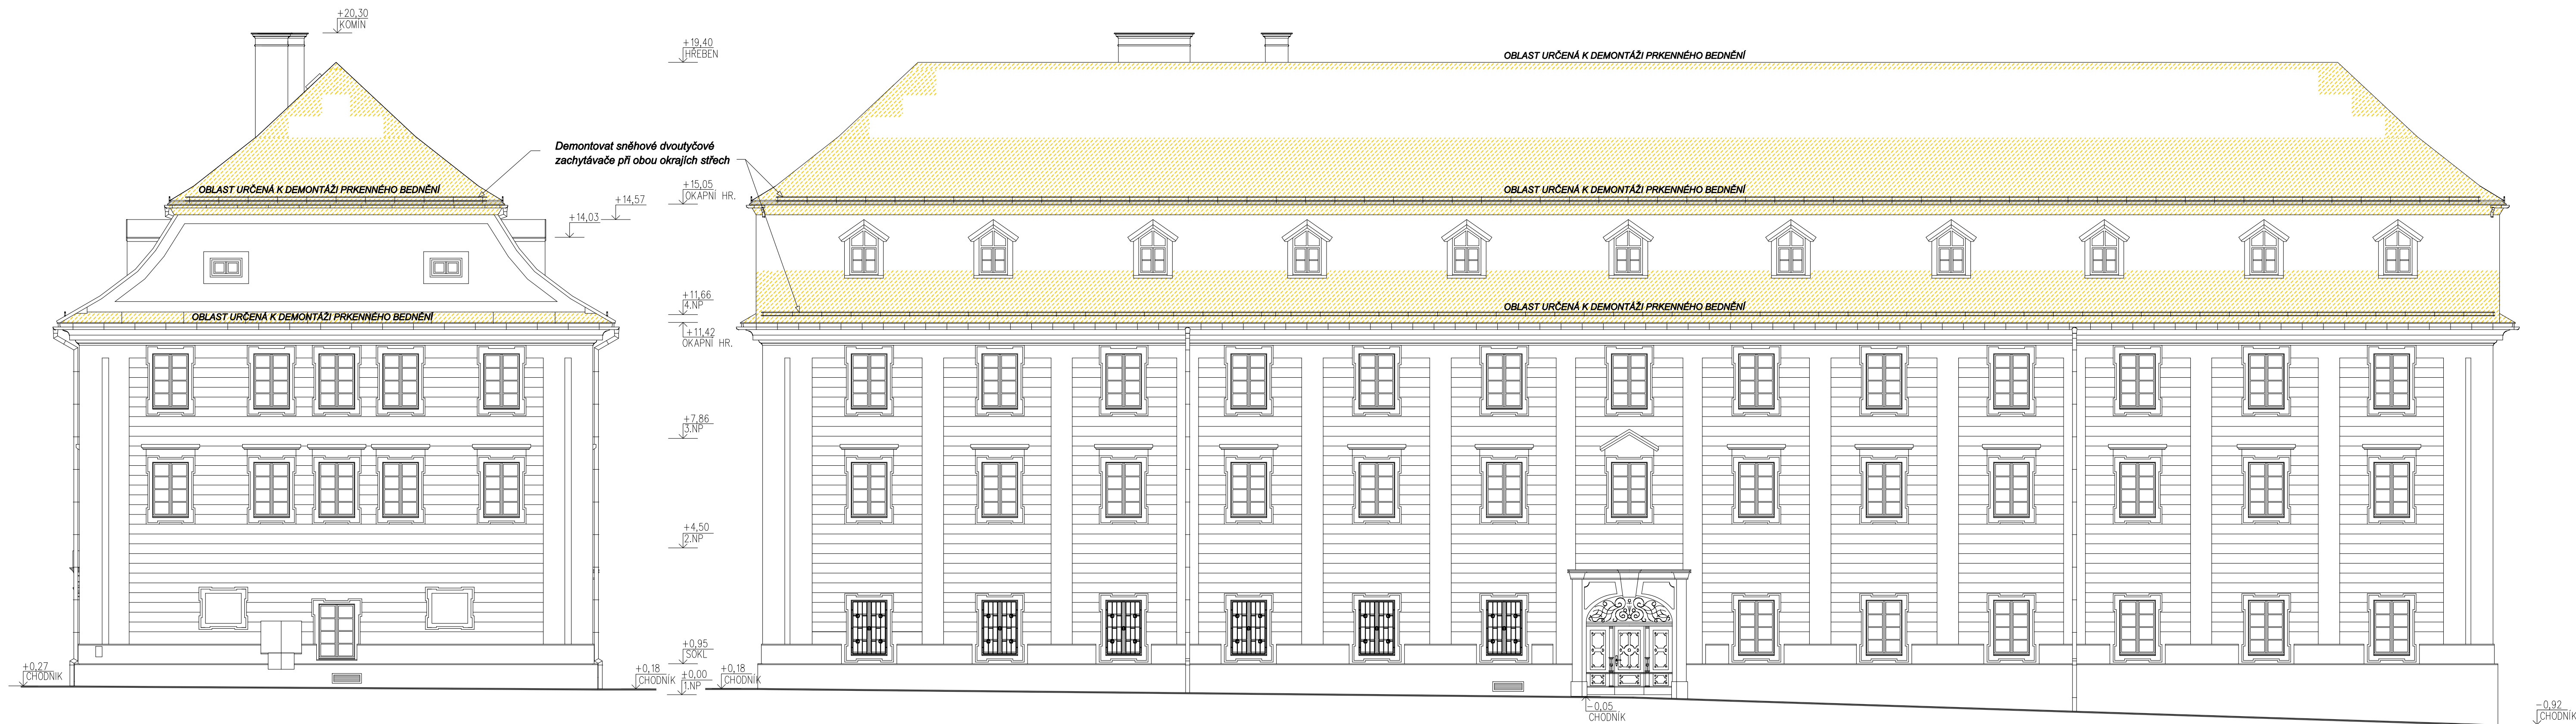 +20,30
KOMÍN
+19,40
HŘEBEN
OBLAST URČENÁ K DEMONTÁŽI PRKENNÉHO BEDNĚNÍ
Demontovat sněhové dvoutyčové
zachytávače při obou okrajích střech
OBLAST URČENÁ K DEMONTÁŽI PRKENNÉHO BEDNĚNÍ
+15,05
OKAPNÍ HR.
OBLAST URČENÁ K DEMONTÁŽI PRKENNÉHO BEDNĚNÍ
+14,57
+14,03
+11,66
4.NP
OBLAST URČENÁ K DEMONTÁŽI PRKENNÉHO BEDNĚNÍ
OBLAST URČENÁ K DEMONTÁŽI PRKENNÉHO BEDNĚNÍ
+11,42
OKAPNÍ HR.
+7,86
3.NP
+4,50
2.NP
+0,95
SOKL
+0,27
CHODNÍK
+0,18
CHODNÍK
+0,00
1.NP
+0,18
CHODNÍK
-0,05
CHODNÍK
-0,92
CHODNÍK